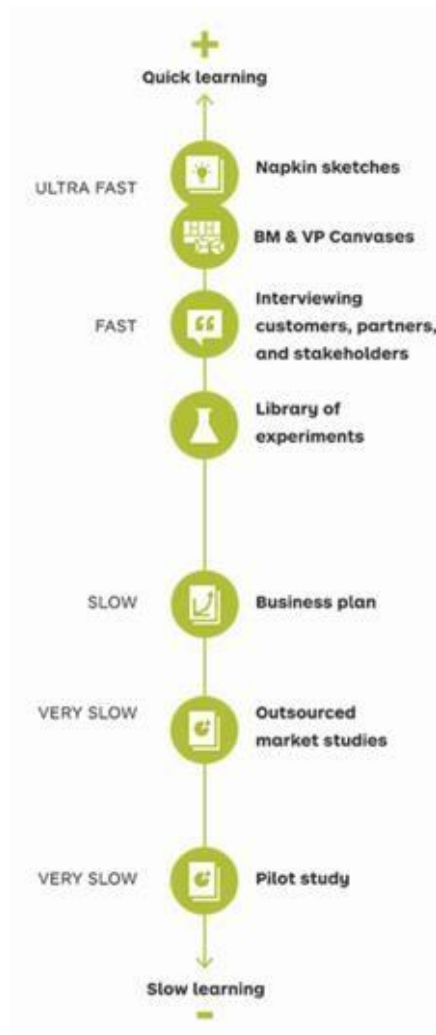 +
Quick learning
ULTRA FAST
Napkin sketches
BM & VP Canvases
FAST
Interviewing
customers, partners,
and stakeholders
Library of
experiments
SLOW
Business plan
VERY SLOW
Outsourced
market studies
VERY SLOW
Pilot study
Slow learning
-